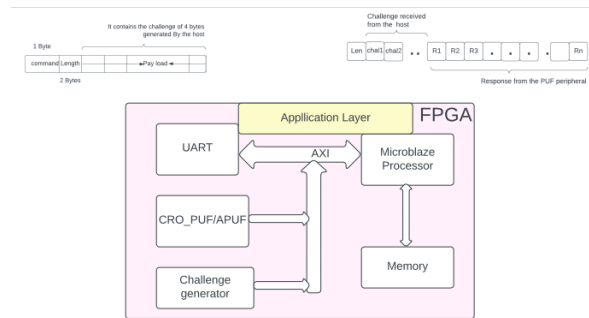 It contains the challenge of 4 bytes
generated By the host
1 Byte
command Length
Pay load
2 Bytes
Challenge received
from the host
Len chal1 chal2 . . R1 R2 R3 . . . . . Rn
Response from the PUF peripheral
Appllication Layer
FPGA
UART
AXI
Microblaze
Processor
CRO_PUF/APUF
Challenge
generator
Memory